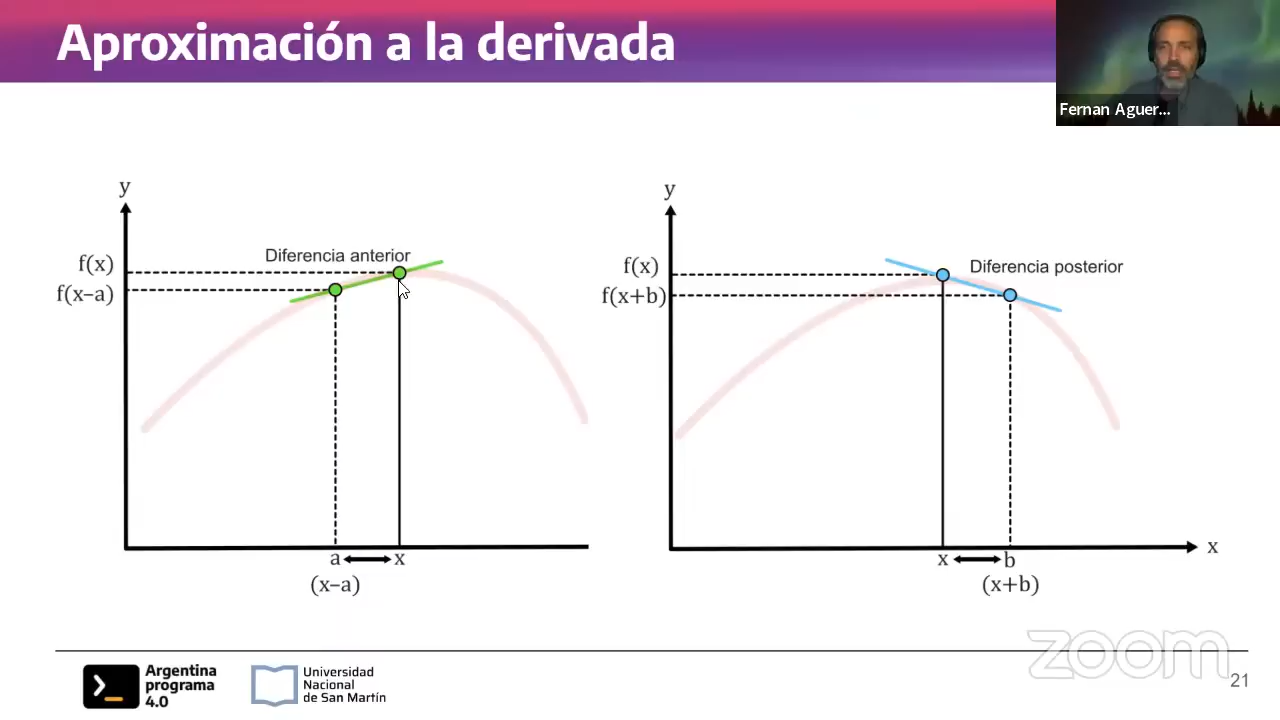 Aproximación a la derivada
Fernan Aguer...
y
f(x)
f(x–a)
Diferencia anterior
a
x
(x–a)
y
f(x)
f(x+b)
Diferencia posterior
x
b
x
(x+b)
zoom
Argentina
programa
4.0
Universidad
Nacional
de San Martín
21